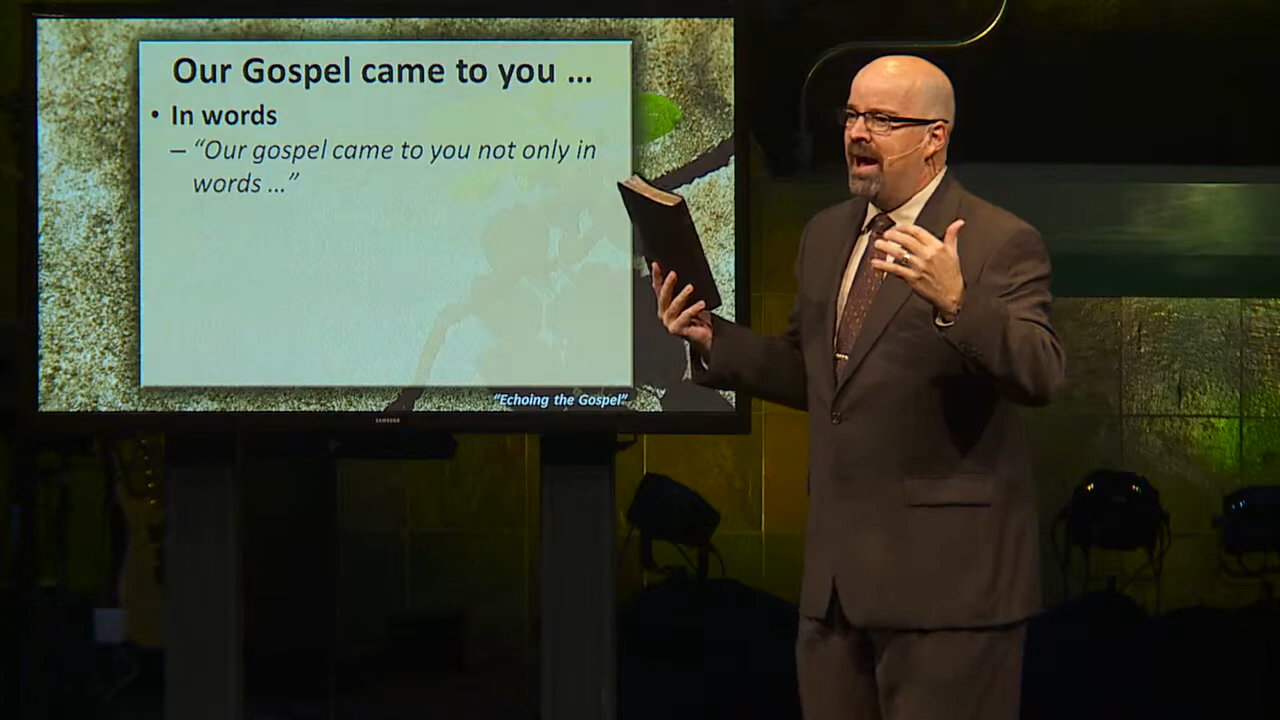 Our Gospel came to you ...
• In words
– “Our gospel came to you not only in
words ...”
“Echoing the Gospel”
SAMSUNG